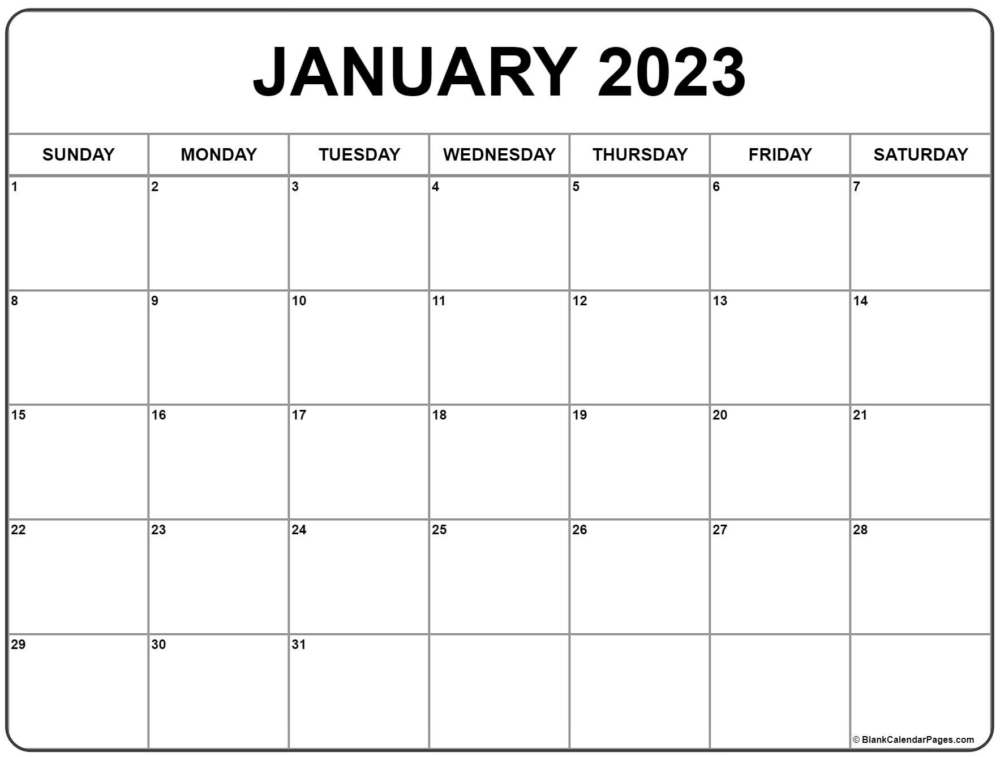 JANUARY 2023
SUNDAY MONDAY TUESDAY WEDNESDAY THURSDAY FRIDAY SATURDAY
1 2 3 4 5 6 7
8 9 10 11 12 13 14
15 16 17 18 19 20 21
22 23 24 25 26 27 28
29 30 31
© BlankCalendarPages.com